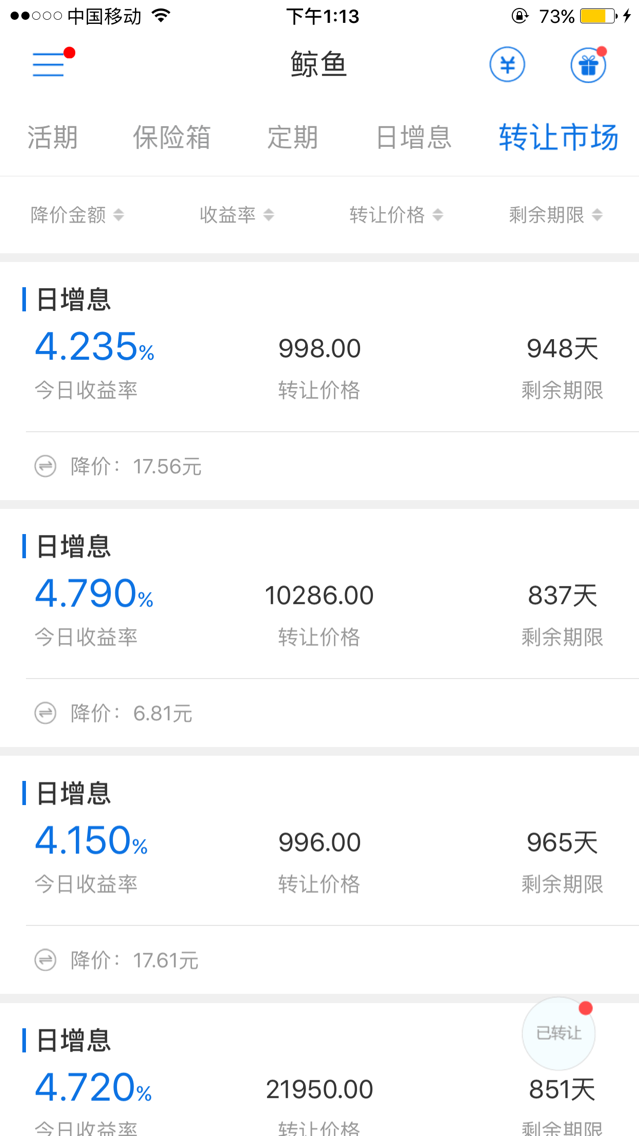 中国移动 下午1:13 73%
鲸鱼
活期 保险箱 定期 日增息 转让市场
降价金额 收益率 转让价格 剩余期限
日增息
4.235% 998.00 948天
今日收益率 转让价格 剩余期限
降价：17.56元
日增息
4.790% 10286.00 837天
今日收益率 转让价格 剩余期限
降价：6.81元
日增息
4.150% 996.00 965天
今日收益率 转让价格 剩余期限
降价：17.61元
日增息
已转让
4.720% 21950.00 851天
今日收益率 转让价格 剩余期限